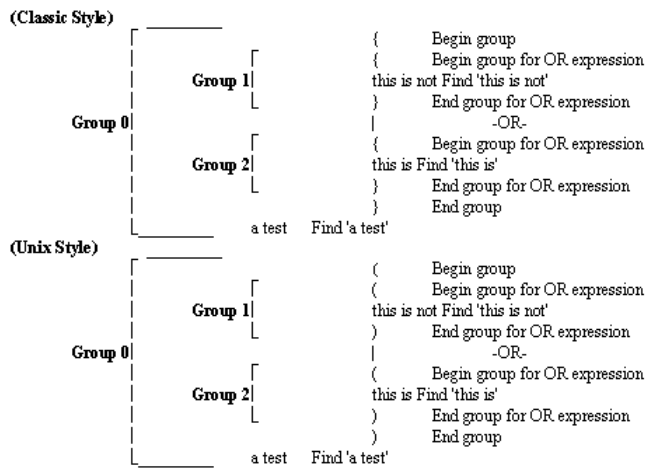 (Classic Style)
{ Begin group
{ Begin group for OR expression
Group 1 this is not Find 'this is not'
} End group for OR expression
Group 0 | -OR-
{ Begin group for OR expression
Group 2 this is Find 'this is'
} End group for OR expression
} End group
a test Find 'a test'
(Unix Style)
( Begin group
( Begin group for OR expression
Group 1 this is not Find 'this is not'
) End group for OR expression
Group 0 | -OR-
( Begin group for OR expression
Group 2 this is Find 'this is'
) End group for OR expression
) End group
a test Find 'a test'